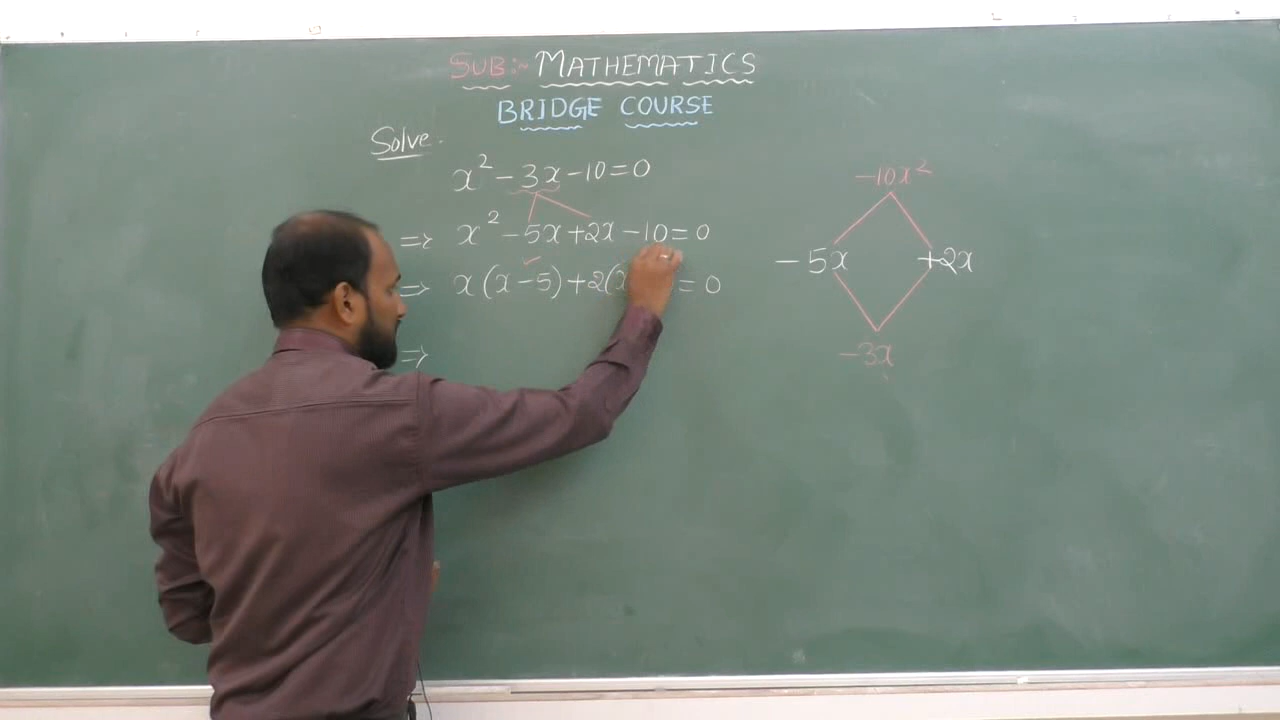 SUB:- MATHEMATICS
BRIDGE COURSE
Solve.
x² - 3x - 10 = 0
⇒ x² - 5x + 2x - 10 = 0
⇒ x(x - 5) + 2(x = 0
⇒
-10x²
-5x +2x
-3x